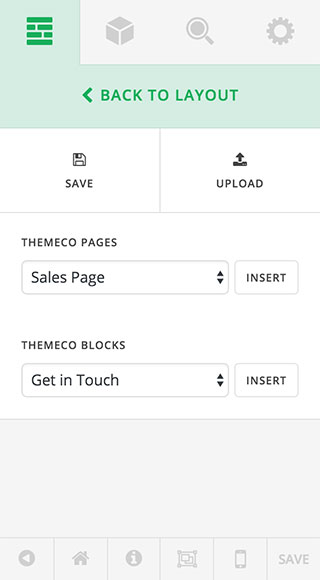 BACK TO LAYOUT
SAVE UPLOAD
THEMECO PAGES
Sales Page INSERT
THEMECO BLOCKS
Get in Touch INSERT
SAVE